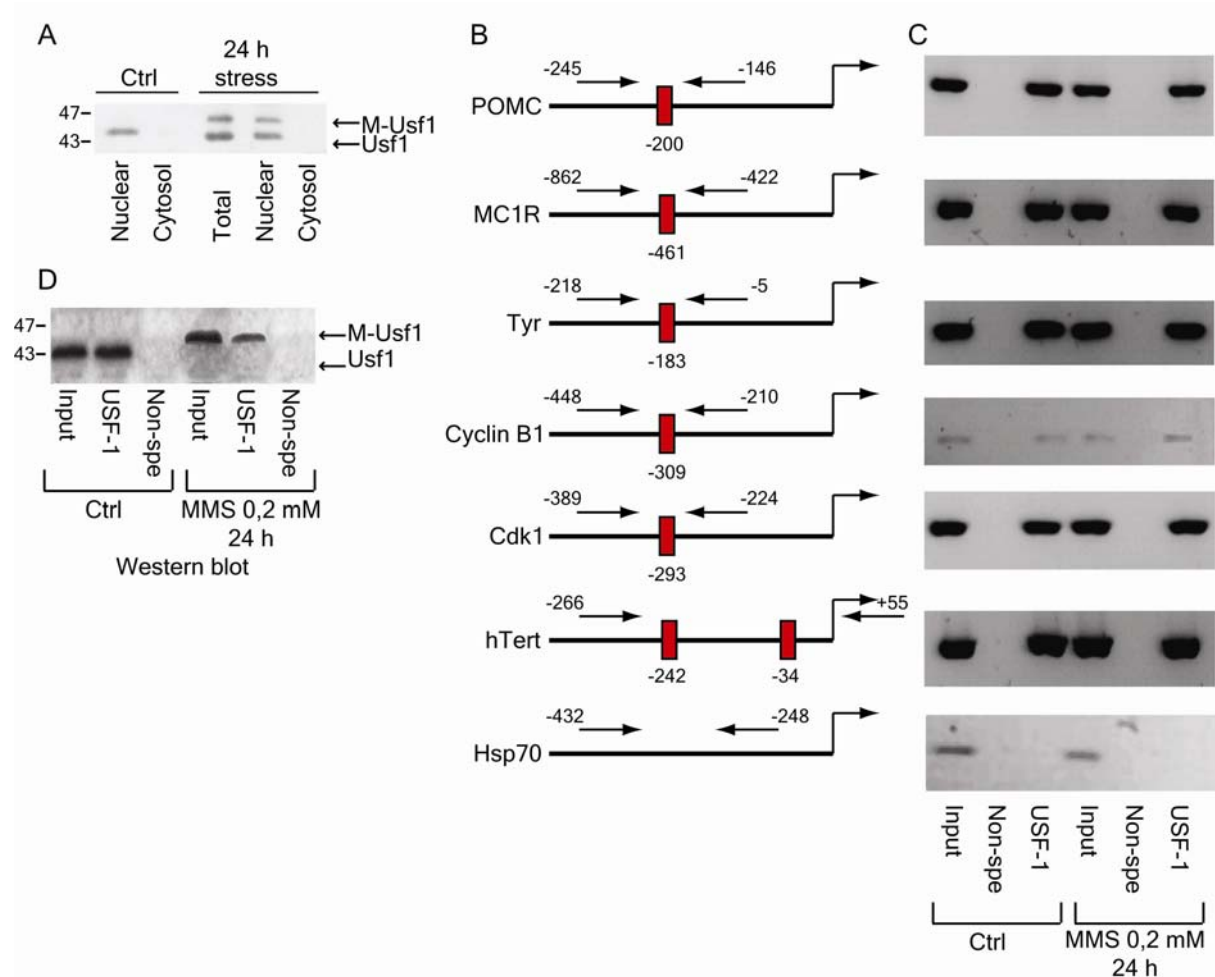 A
Ctrl
24 h
stress
47
43
M-Usf1
Usf1
Nuclear
Cytosol
Total
Nuclear
Cytosol
D
47
43
M-Usf1
Usf1
Input
USF-1
Non-spe
Input
USF-1
Non-spe
Ctrl
MMS 0,2 mM
24 h
Western blot
B
-245
-146
POMC
-200
-862
-422
MC1R
-461
-218
-5
Tyr
-183
-448
-210
Cyclin B1
-309
-389
-224
Cdk1
-293
-266
+55
hTert
-242
-34
-432
-248
Hsp70
C
Input
Non-spe
USF-1
Input
Non-spe
USF-1
Ctrl
MMS 0,2 mM
24 h